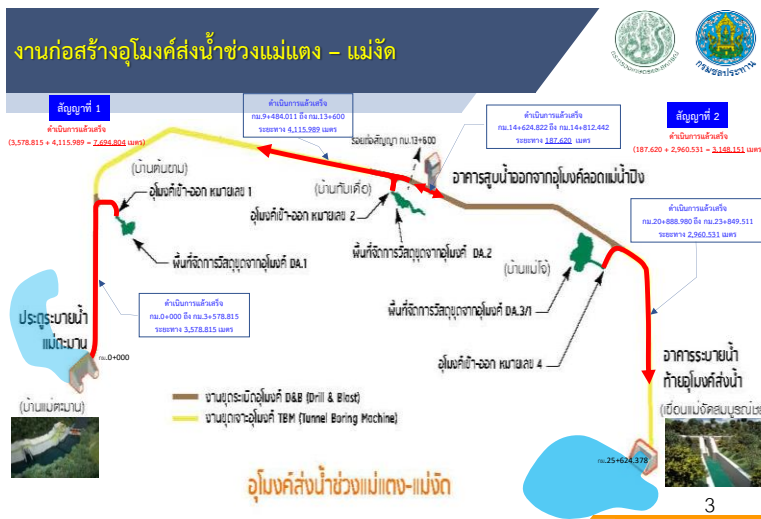 งานก่อสร้างอุโมงค์ส่งน้ำช่วงแม่แตง – แม่งัด
กรมชลประทาน
สัญญาที่ 1
ดำเนินการแล้วเสร็จ
(3,578.815 + 4,115.989 = 7,694.804 เมตร)
ดำเนินการแล้วเสร็จ
กม.9+484.011 ถึง กม.13+600
ระยะทาง 4,115.989 เมตร
รอยต่อสัญญา กม.13+600
ดำเนินการแล้วเสร็จ
กม.14+624.822 ถึง กม.14+812.442
ระยะทาง 187.620 เมตร
สัญญาที่ 2
ดำเนินการแล้วเสร็จ
(187.620 + 2,960.531 = 3,148.151 เมตร)
(บ้านต้นขาม)
อุโมงค์เข้า-ออก หมายเลข 1
(บ้านทับเดื่อ)
อุโมงค์เข้า-ออก หมายเลข 2
อาคารสูบน้ำออกจากอุโมงค์ลอดแม่น้ำปิง
ดำเนินการแล้วเสร็จ
กม.20+888.980 ถึง กม.23+849.511
ระยะทาง 2,960.531 เมตร
พื้นที่จัดการวัสดุขุดจากอุโมงค์ DA.1
พื้นที่จัดการวัสดุขุดจากอุโมงค์ DA.2
(บ้านแม่โจ้)
พื้นที่จัดการวัสดุขุดจากอุโมงค์ DA.3/1
ดำเนินการแล้วเสร็จ
กม.0+000 ถึง กม.3+578.815
ระยะทาง 3,578.815 เมตร
ประตูระบายน้ำ
แม่ตะมาน
กม.0+000
(บ้านแม่ตะมาน)
อุโมงค์เข้า-ออก หมายเลข 4
อาคารระบายน้ำ
ท้ายอุโมงค์ส่งน้ำ
(เขื่อนแม่งัดสมบูรณ์ชล
งานขุดระเบิดอุโมงค์ D&B (Drill & Blast)
งานขุดเจาะอุโมงค์ TBM (Tunnel Boring Machine)
กม.25+624.378
อุโมงค์ส่งน้ำช่วงแม่แตง-แม่งัด
3